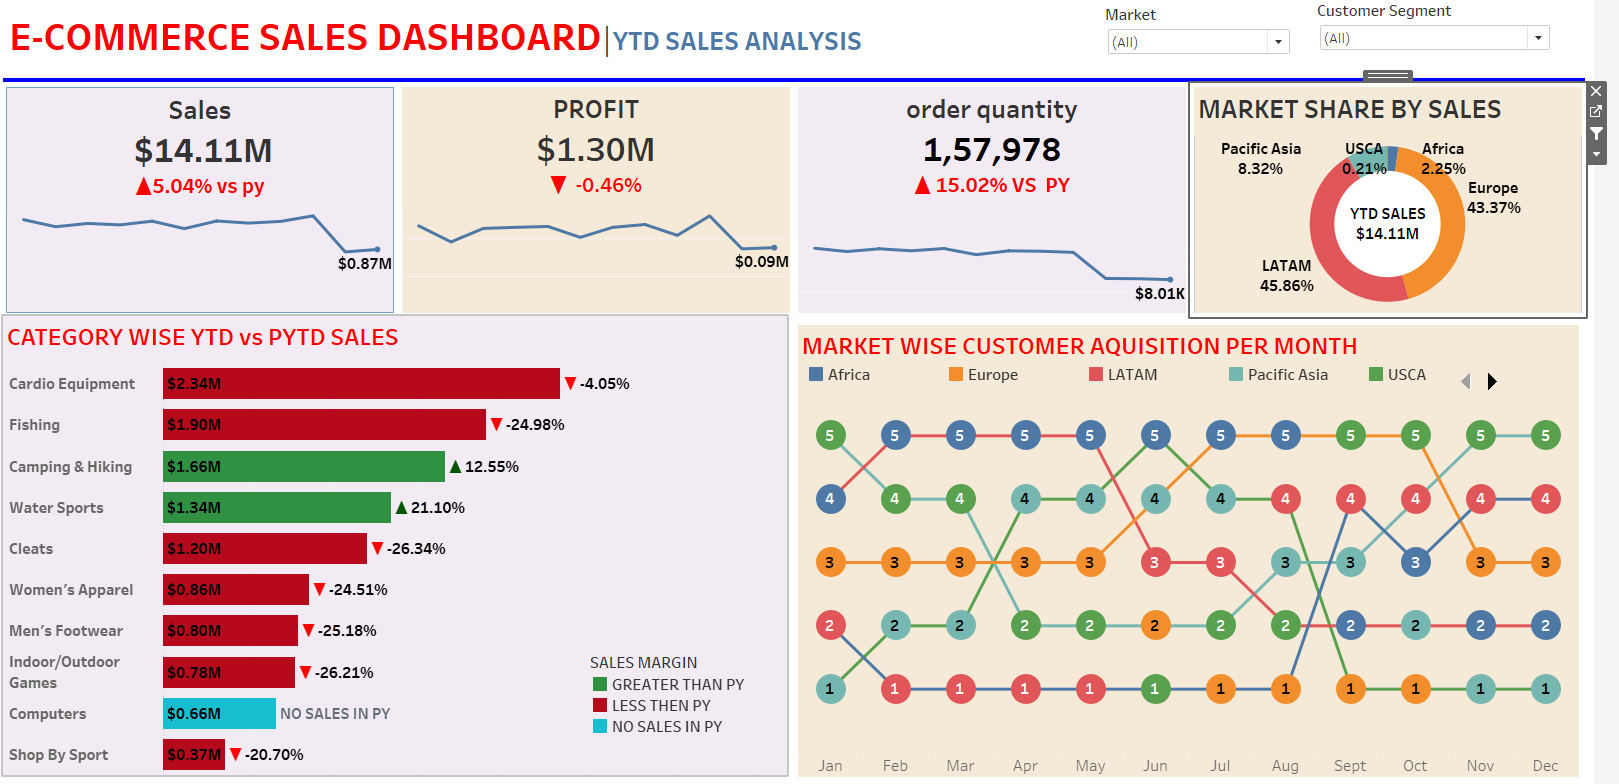 E-COMMERCE SALES DASHBOARD|YTD SALES ANALYSIS
Market
(All)
Customer Segment
(All)
Sales
$14.11M
▲5.04% vs py
$0.87M
PROFIT
$1.30M
▼ -0.46%
$0.09M
order quantity
1,57,978
▲ 15.02% VS PY
$8.01K
MARKET SHARE BY SALES
Pacific Asia
8.32%
USCA
0.21%
Africa
2.25%
Europe
43.37%
YTD SALES
$14.11M
LATAM
45.86%
CATEGORY WISE YTD vs PYTD SALES
Cardio Equipment $2.34M ▼ -4.05%
Fishing $1.90M ▼ -24.98%
Camping & Hiking $1.66M ▲ 12.55%
Water Sports $1.34M ▲ 21.10%
Cleats $1.20M ▼ -26.34%
Women's Apparel $0.86M ▼ -24.51%
Men's Footwear $0.80M ▼ -25.18%
Indoor/Outdoor
Games $0.78M ▼ -26.21%
Computers $0.66M NO SALES IN PY
Shop By Sport $0.37M ▼ -20.70%
SALES MARGIN
GREATER THAN PY
LESS THEN PY
NO SALES IN PY
MARKET WISE CUSTOMER AQUISITION PER MONTH
Africa Europe LATAM Pacific Asia USCA
5 5 5 5 5 5 5 5 5 5 5 5
4 4 4 4 4 4 4 4 4 4 4 4
3 3 3 3 3 3 3 3 3 3 3 3
2 2 2 2 2 2 2 2 2 2 2 2
1 1 1 1 1 1 1 1 1 1 1 1
Jan Feb Mar Apr May Jun Jul Aug Sept Oct Nov Dec